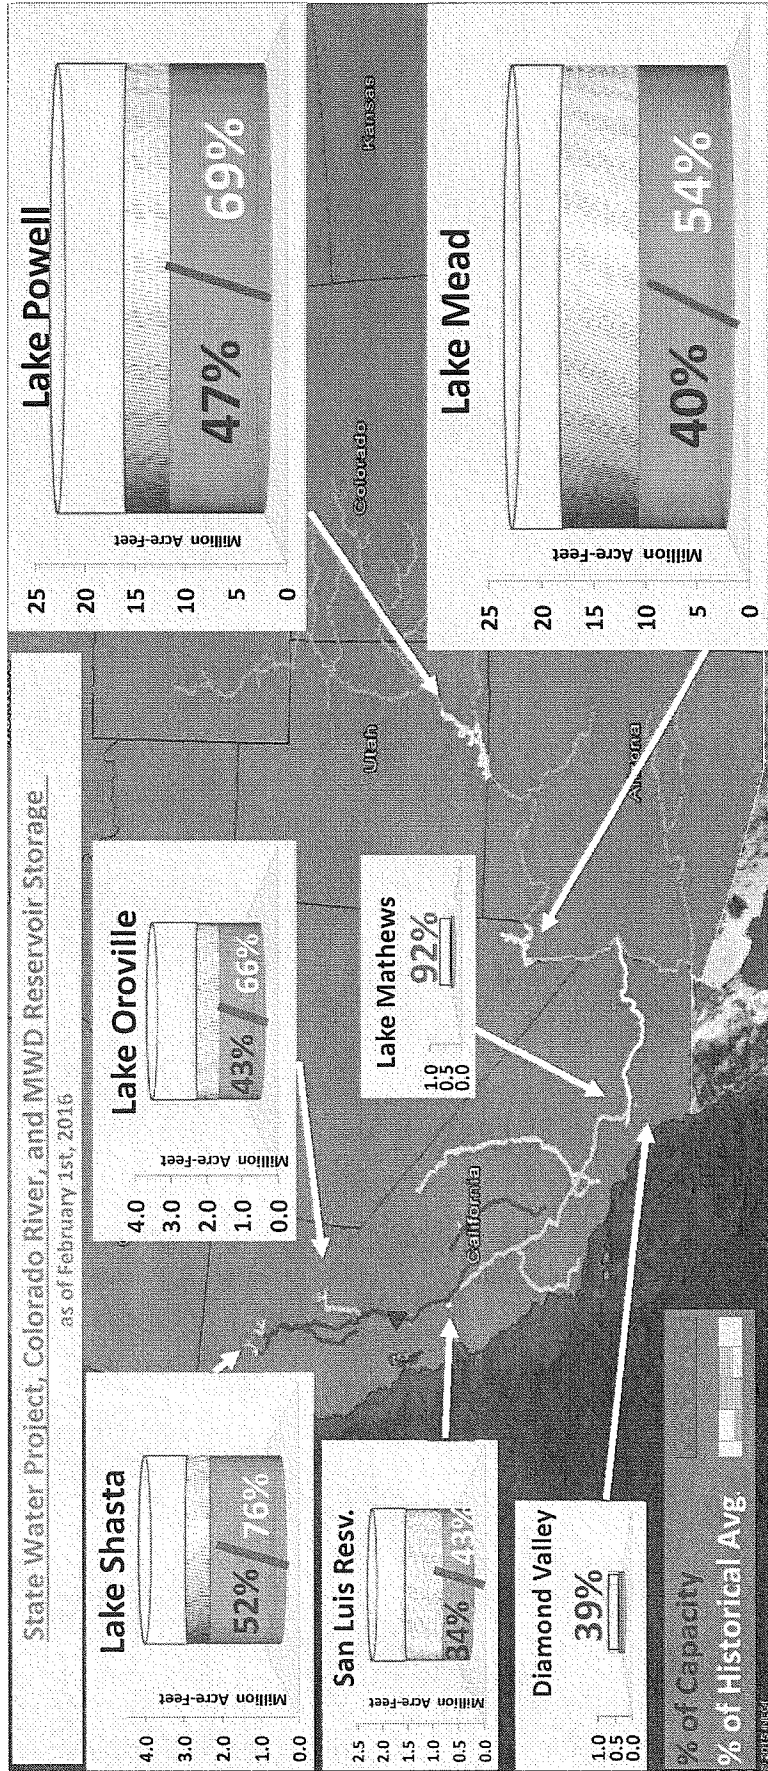 State Water Project, Colorado River, and MWD Reservoir Storage
as of February 1st, 2016
Lake Shasta
4.0
3.0
2.0
1.0
0.0
Million Acre-Feet
52%
76%
Lake Oroville
4.0
3.0
2.0
1.0
0.0
Million Acre-Feet
43%
66%
Lake Powell
25
20
15
10
5
0
Million Acre-Feet
47%
69%
San Luis Resv.
2.5
2.0
1.5
1.0
0.5
0.0
Million Acre-Feet
34%
43%
Lake Mathews
1.0
0.5
0.0
92%
Lake Mead
25
20
15
10
5
0
Million Acre-Feet
40%
54%
Diamond Valley
1.0
0.5
0.0
39%
Utah
Colorado
Kansas
California
% of Capacity
% of Historical Avg